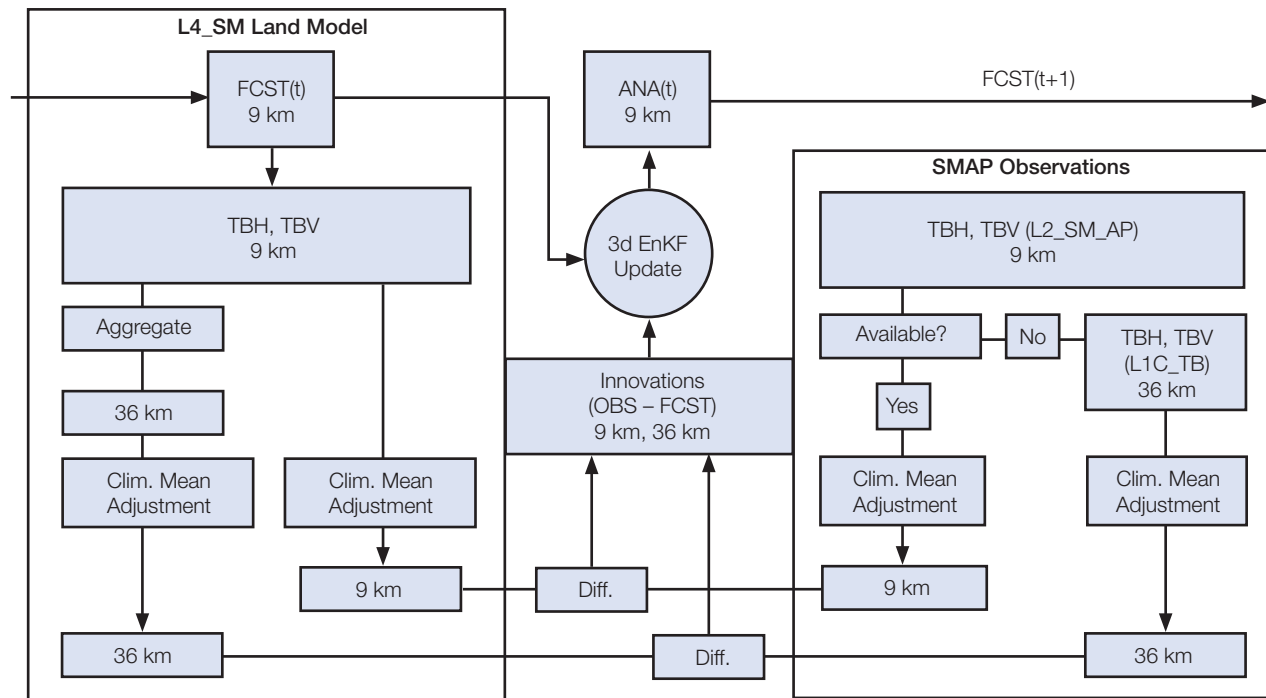 L4_SM Land Model
FCST(t)
9 km
TBH, TBV
9 km
Aggregate
36 km
Clim. Mean
Adjustment
36 km
Clim. Mean
Adjustment
9 km
ANA(t)
9 km
FCST(t+1)
3d EnKF
Update
Innovations
(OBS – FCST)
9 km, 36 km
Diff.
Diff.
SMAP Observations
TBH, TBV (L2_SM_AP)
9 km
Available?
No
Yes
TBH, TBV
(L1C_TB)
36 km
Clim. Mean
Adjustment
9 km
Clim. Mean
Adjustment
36 km